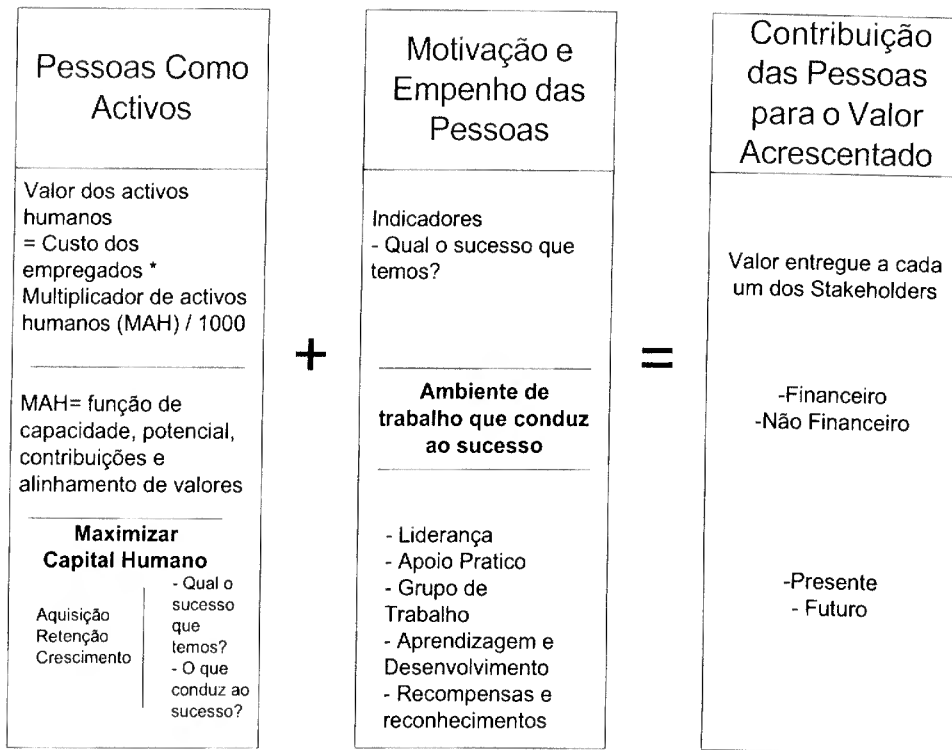 Pessoas Como
Activos
Valor dos activos
humanos
= Custo dos
empregados *
Multiplicador de activos
humanos (MAH) / 1000
MAH= função de
capacidade, potencial,
contribuições e
alinhamento de valores
Maximizar
Capital Humano
Aquisição
Retenção
Crescimento
- Qual o
sucesso
que
temos?
- O que
conduz ao
sucesso?
+
Motivação e
Empenho das
Pessoas
Indicadores
- Qual o sucesso que
temos?
Ambiente de
trabalho que conduz
ao sucesso
- Liderança
- Apoio Pratico
- Grupo de
Trabalho
- Aprendizagem e
Desenvolvimento
- Recompensas e
reconhecimentos
=
Contribuição
das Pessoas
para o Valor
Acrescentado
Valor entregue a cada
um dos Stakeholders
-Financeiro
-Não Financeiro
-Presente
- Futuro